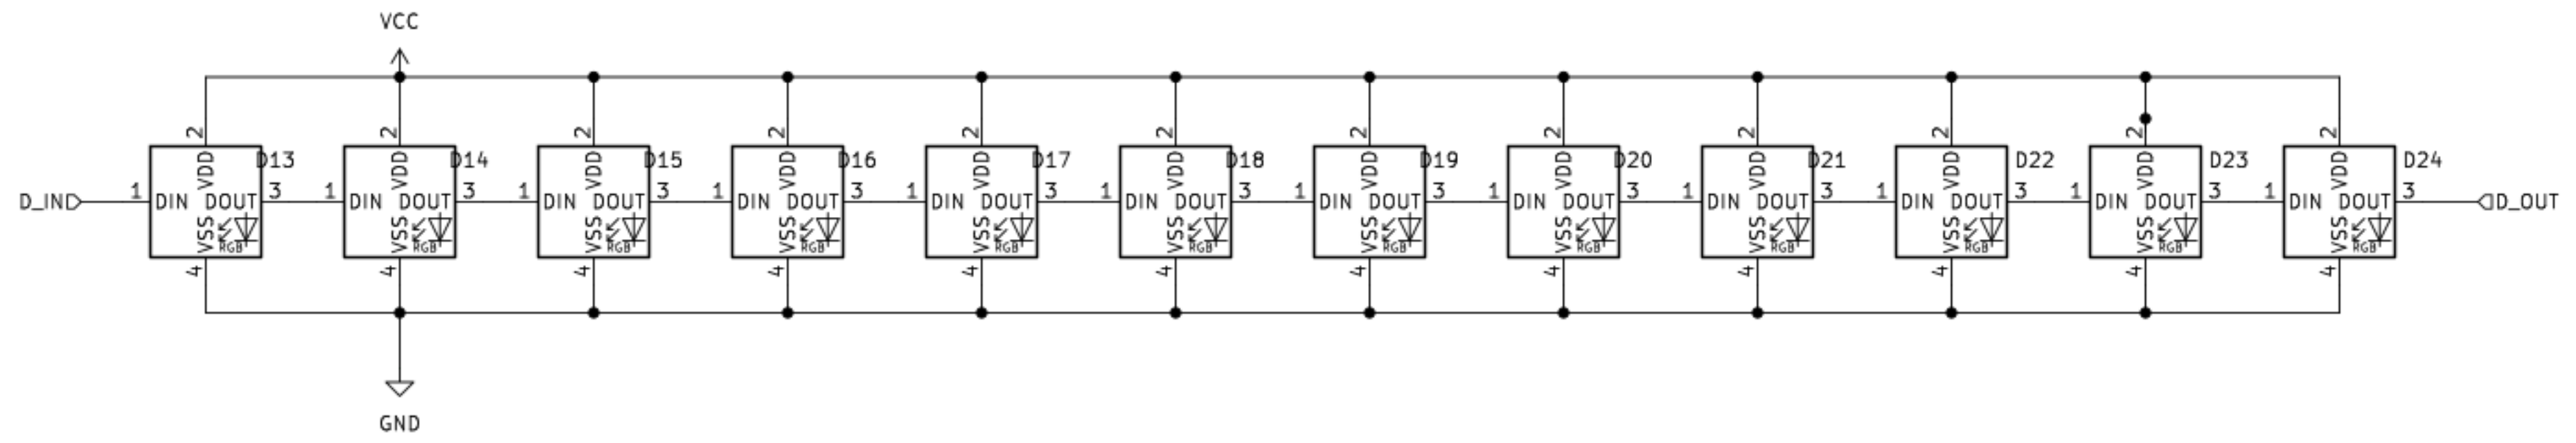 VCC
2 2 2 2 2 2 2 2 2 2 2 2
D13 D14 D15 D16 D17 D18 D19 D20 D21 D22 D23 D24
VDD VDD VDD VDD VDD VDD VDD VDD VDD VDD VDD VDD
D_IN 1 DIN DOUT 3 1 DIN DOUT 3 1 DIN DOUT 3 1 DIN DOUT 3 1 DIN DOUT 3 1 DIN DOUT 3 1 DIN DOUT 3 1 DIN DOUT 3 1 DIN DOUT 3 1 DIN DOUT 3 1 DIN DOUT 3 1 DIN DOUT 3 D_OUT
VSS RGB VSS RGB VSS RGB VSS RGB VSS RGB VSS RGB VSS RGB VSS RGB VSS RGB VSS RGB VSS RGB VSS RGB
4 4 4 4 4 4 4 4 4 4 4 4
GND